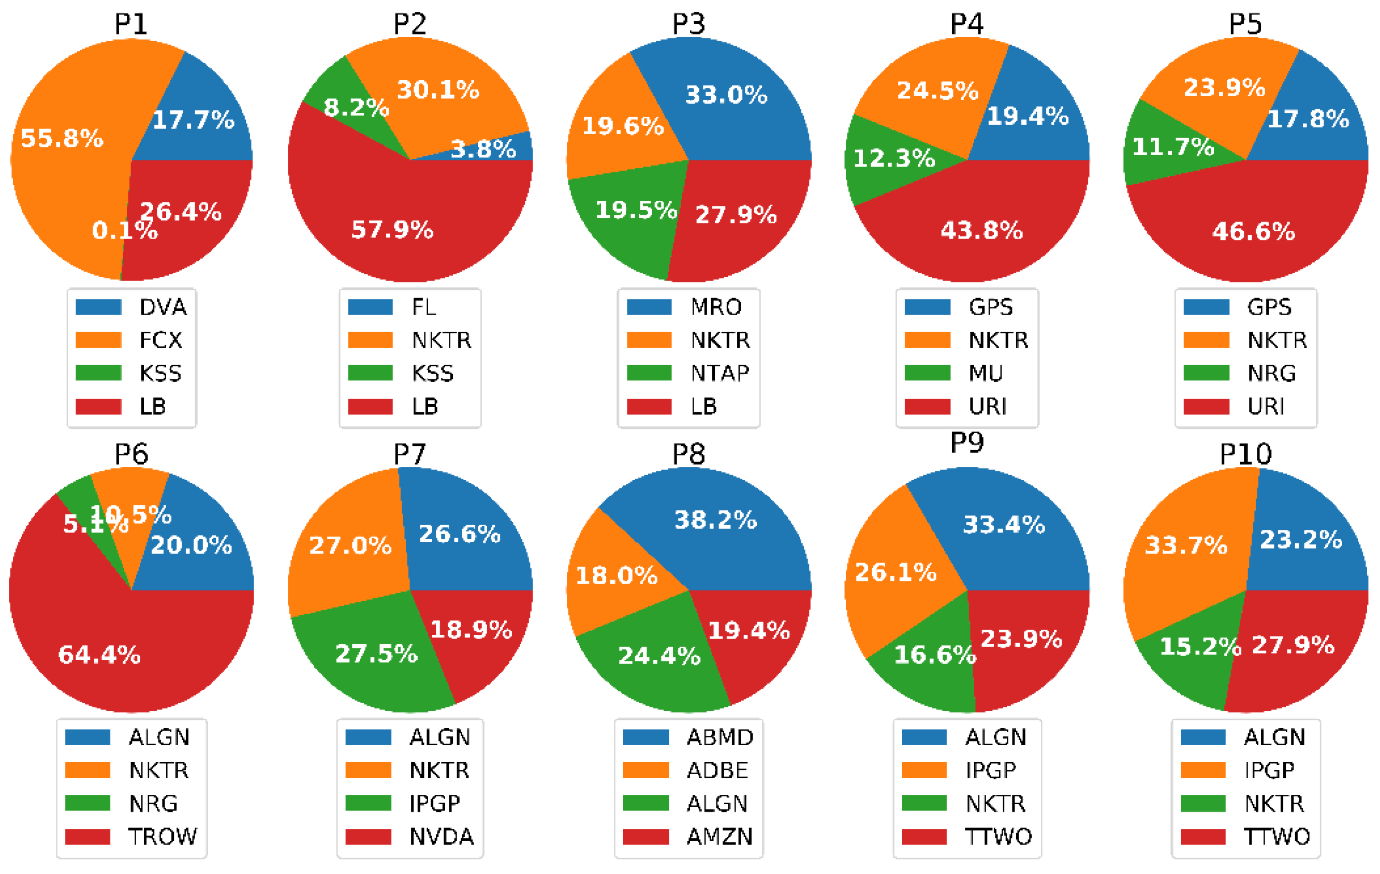 P1 P2 P3 P4 P5
55.8% 17.7% 0.1% 26.4%
8.2% 30.1% 3.8% 57.9%
19.6% 33.0% 19.5% 27.9%
24.5% 19.4% 12.3% 43.8%
23.9% 17.8% 11.7% 46.6%
DVA FL MRO GPS GPS
FCX NKTR NKTR NKTR NKTR
KSS KSS NTAP MU NRG
LB LB LB URI URI
P6 P7 P8 P9 P10
5.1% 10.5% 20.0% 64.4%
27.0% 26.6% 27.5% 18.9%
38.2% 18.0% 24.4% 19.4%
33.4% 26.1% 16.6% 23.9%
33.7% 23.2% 15.2% 27.9%
ALGN ALGN ABMD ALGN ALGN
NKTR NKTR ADBE IPGP IPGP
NRG IPGP ALGN NKTR NKTR
TROW NVDA AMZN TTWO TTWO